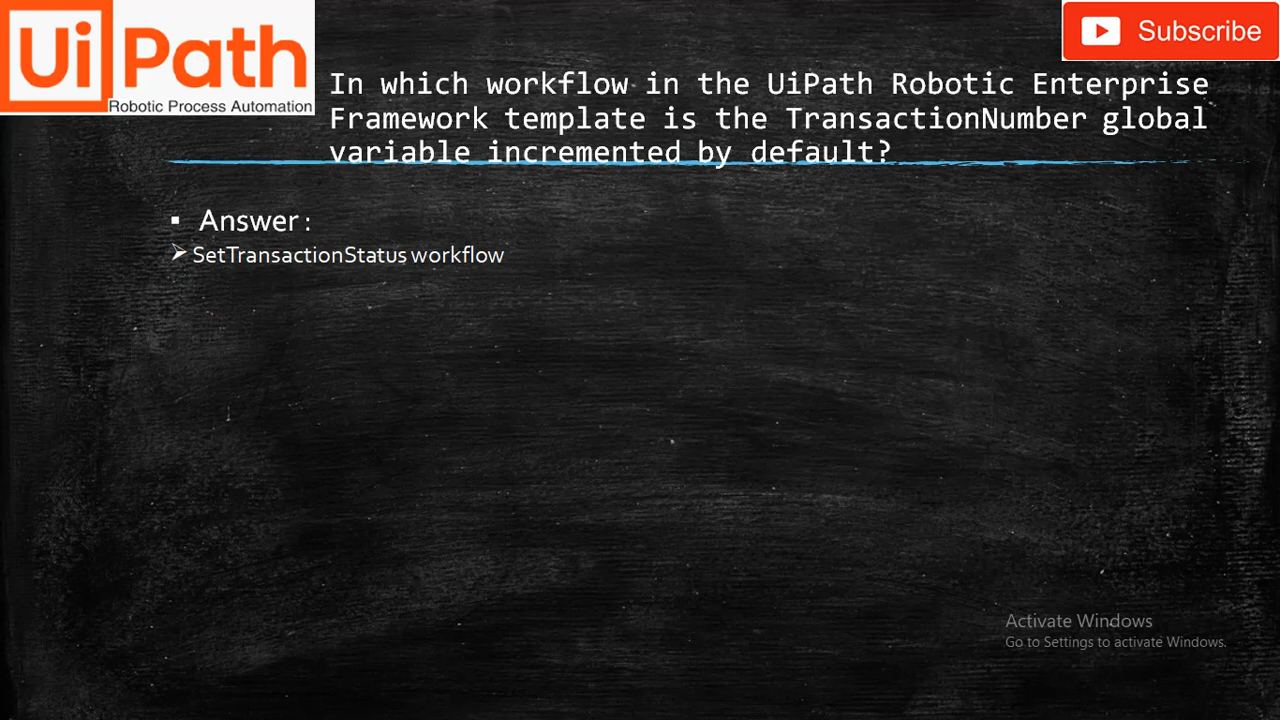 UiPath
Robotic Process Automation
Subscribe
In which workflow in the UiPath Robotic Enterprise
Framework template is the TransactionNumber global
variable incremented by default?
▪ Answer :
➢ SetTransactionStatus workflow
Activate Windows
Go to Settings to activate Windows.